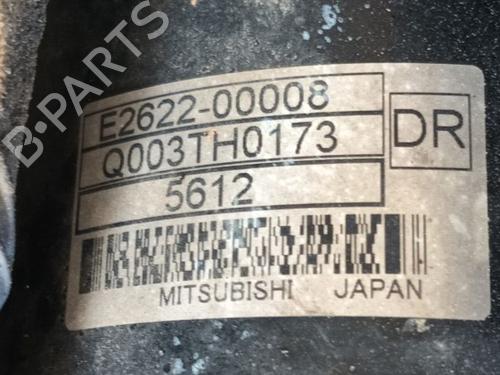 B-PARTS
E2622-00008
Q003TH0173
DR
5612
MITSUBISHI JAPAN